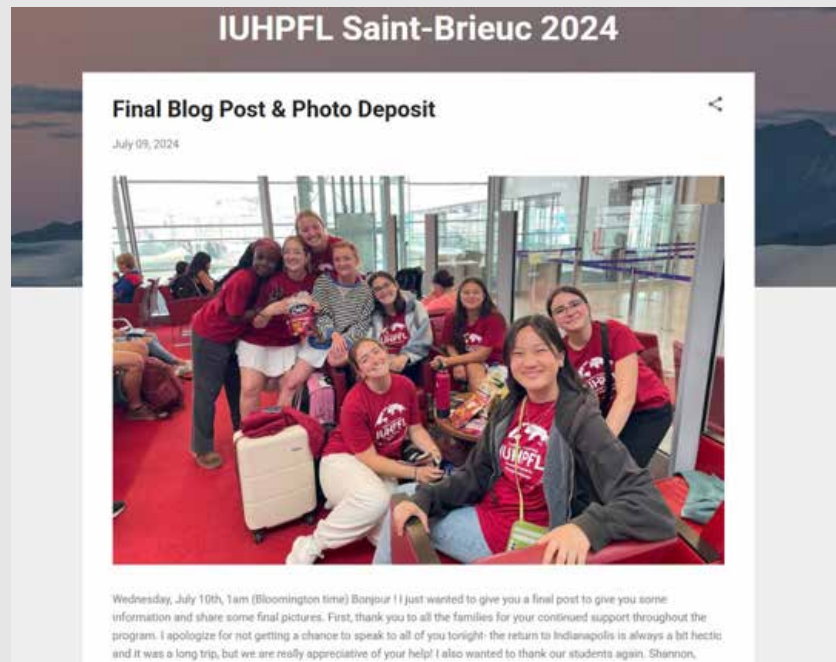 IUHPFL Saint-Brieuc 2024
Final Blog Post & Photo Deposit
July 09, 2024
IUHPFL
IUHPFL
IUHPFL
Wednesday, July 10th, 1am (Bloomington time) Bonjour ! I just wanted to give you a final post to give you some
information and share some final pictures. First, thank you to all the families for your continued support throughout the
program. I apologize for not getting a chance to speak to all of you tonight- the return to Indianapolis is always a bit hectic
and it was a long trip, but we are really appreciative of your help! I also wanted to thank our students again. Shannon,